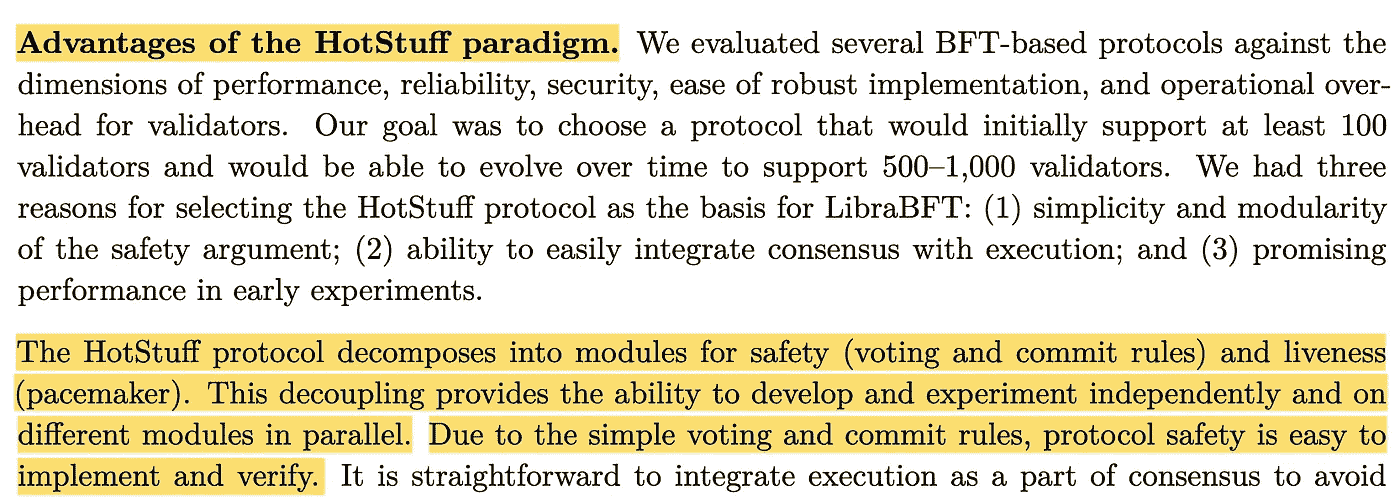 Advantages of the HotStuff paradigm. We evaluated several BFT-based protocols against the
dimensions of performance, reliability, security, ease of robust implementation, and operational over-
head for validators. Our goal was to choose a protocol that would initially support at least 100
validators and would be able to evolve over time to support 500–1,000 validators. We had three
reasons for selecting the HotStuff protocol as the basis for LibraBFT: (1) simplicity and modularity
of the safety argument; (2) ability to easily integrate consensus with execution; and (3) promising
performance in early experiments.
The HotStuff protocol decomposes into modules for safety (voting and commit rules) and liveness
(pacemaker). This decoupling provides the ability to develop and experiment independently and on
different modules in parallel. Due to the simple voting and commit rules, protocol safety is easy to
implement and verify. It is straightforward to integrate execution as a part of consensus to avoid